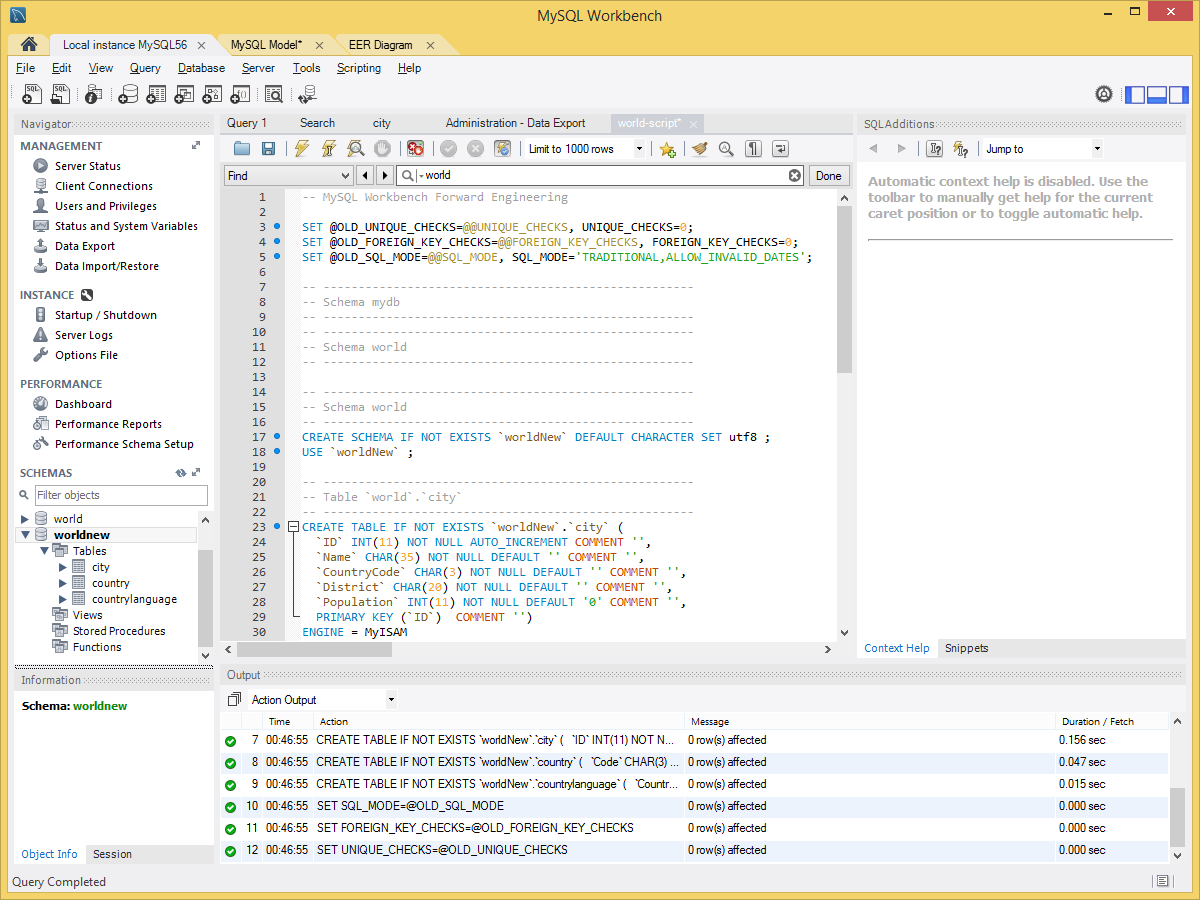 MySQL Workbench
Local instance MySQL56
MySQL Model*
EER Diagram
File Edit View Query Database Server Tools Scripting Help
Navigator
MANAGEMENT
Server Status
Client Connections
Users and Privileges
Status and System Variables
Data Export
Data Import/Restore
INSTANCE
Startup / Shutdown
Server Logs
Options File
PERFORMANCE
Dashboard
Performance Reports
Performance Schema Setup
SCHEMAS
Filter objects
world
worldnew
Tables
city
country
countrylanguage
Views
Stored Procedures
Functions
Information
Schema: worldnew
Object Info Session
Query 1 Search city Administration - Data Export world-script*
Limit to 1000 rows
Find world Done
1 -- MySQL Workbench Forward Engineering
2
3 SET @OLD_UNIQUE_CHECKS=@@UNIQUE_CHECKS, UNIQUE_CHECKS=0;
4 SET @OLD_FOREIGN_KEY_CHECKS=@@FOREIGN_KEY_CHECKS, FOREIGN_KEY_CHECKS=0;
5 SET @OLD_SQL_MODE=@@SQL_MODE, SQL_MODE='TRADITIONAL,ALLOW_INVALID_DATES';
6
7 -- -----------------------------------------------------
8 -- Schema mydb
9 -- -----------------------------------------------------
10 -- -----------------------------------------------------
11 -- Schema world
12 -- -----------------------------------------------------
13
14 -- -----------------------------------------------------
15 -- Schema world
16 -- -----------------------------------------------------
17 CREATE SCHEMA IF NOT EXISTS `worldNew` DEFAULT CHARACTER SET utf8 ;
18 USE `worldNew` ;
19
20 -- -----------------------------------------------------
21 -- Table `world`.`city`
22 -- -----------------------------------------------------
23 CREATE TABLE IF NOT EXISTS `worldNew`.`city` (
24 `ID` INT(11) NOT NULL AUTO_INCREMENT COMMENT '',
25 `Name` CHAR(35) NOT NULL DEFAULT '' COMMENT '',
26 `CountryCode` CHAR(3) NOT NULL DEFAULT '' COMMENT '',
27 `District` CHAR(20) NOT NULL DEFAULT '' COMMENT '',
28 `Population` INT(11) NOT NULL DEFAULT '0' COMMENT '',
29 PRIMARY KEY (`ID`)  COMMENT '')
30 ENGINE = MyISAM
SQLAdditions
Jump to
Automatic context help is disabled. Use the
toolbar to manually get help for the current
caret position or to toggle automatic help.
Context Help Snippets
Output
Action Output
Time Action Message Duration / Fetch
7 00:46:55 CREATE TABLE IF NOT EXISTS `worldNew`.`city` ( `ID` INT(11) NOT N... 0 row(s) affected 0.156 sec
8 00:46:55 CREATE TABLE IF NOT EXISTS `worldNew`.`country` ( `Code` CHAR(3) ... 0 row(s) affected 0.047 sec
9 00:46:55 CREATE TABLE IF NOT EXISTS `worldNew`.`countrylanguage` ( `Countr... 0 row(s) affected 0.015 sec
10 00:46:55 SET SQL_MODE=@OLD_SQL_MODE 0 row(s) affected 0.000 sec
11 00:46:55 SET FOREIGN_KEY_CHECKS=@OLD_FOREIGN_KEY_CHECKS 0 row(s) affected 0.000 sec
12 00:46:55 SET UNIQUE_CHECKS=@OLD_UNIQUE_CHECKS 0 row(s) affected 0.000 sec
Query Completed